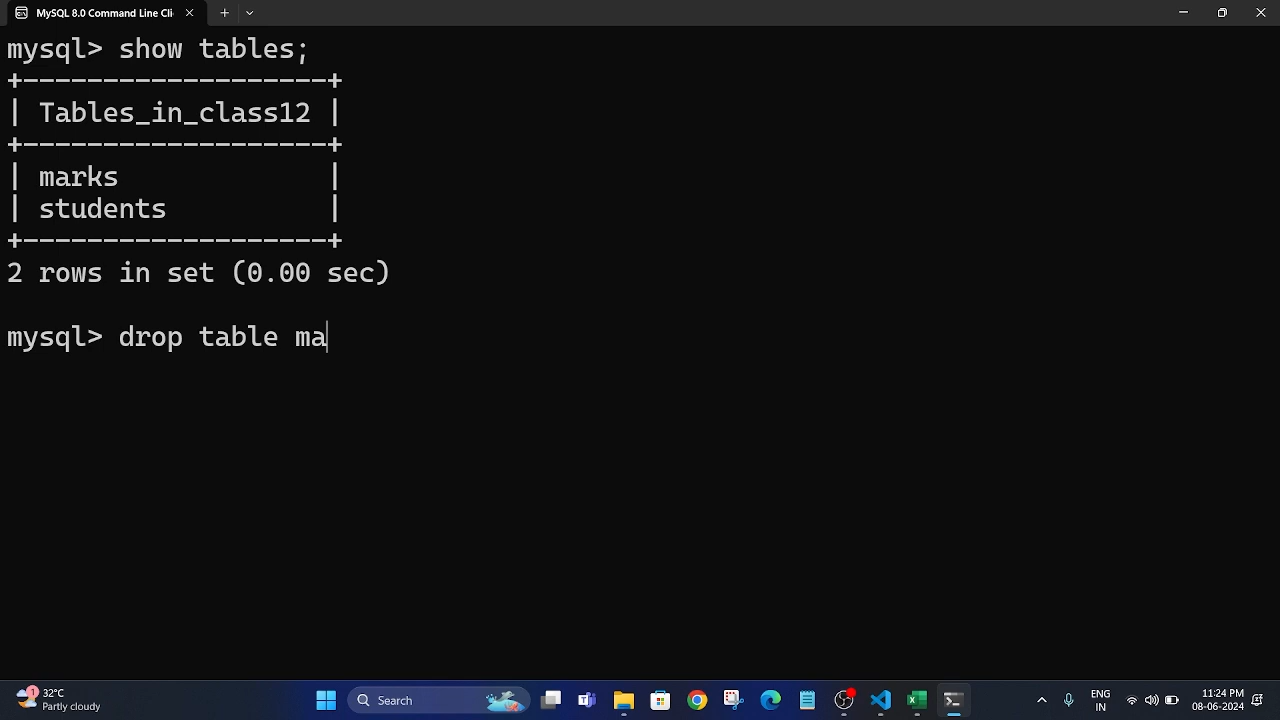 MySQL 8.0 Command Line Cli
mysql> show tables;
+-------------------+
| Tables_in_class12 |
+-------------------+
| marks             |
| students          |
+-------------------+
2 rows in set (0.00 sec)
mysql> drop table ma
1
32°C
Partly cloudy
Search
ENG
IN
11:24 PM
08-06-2024